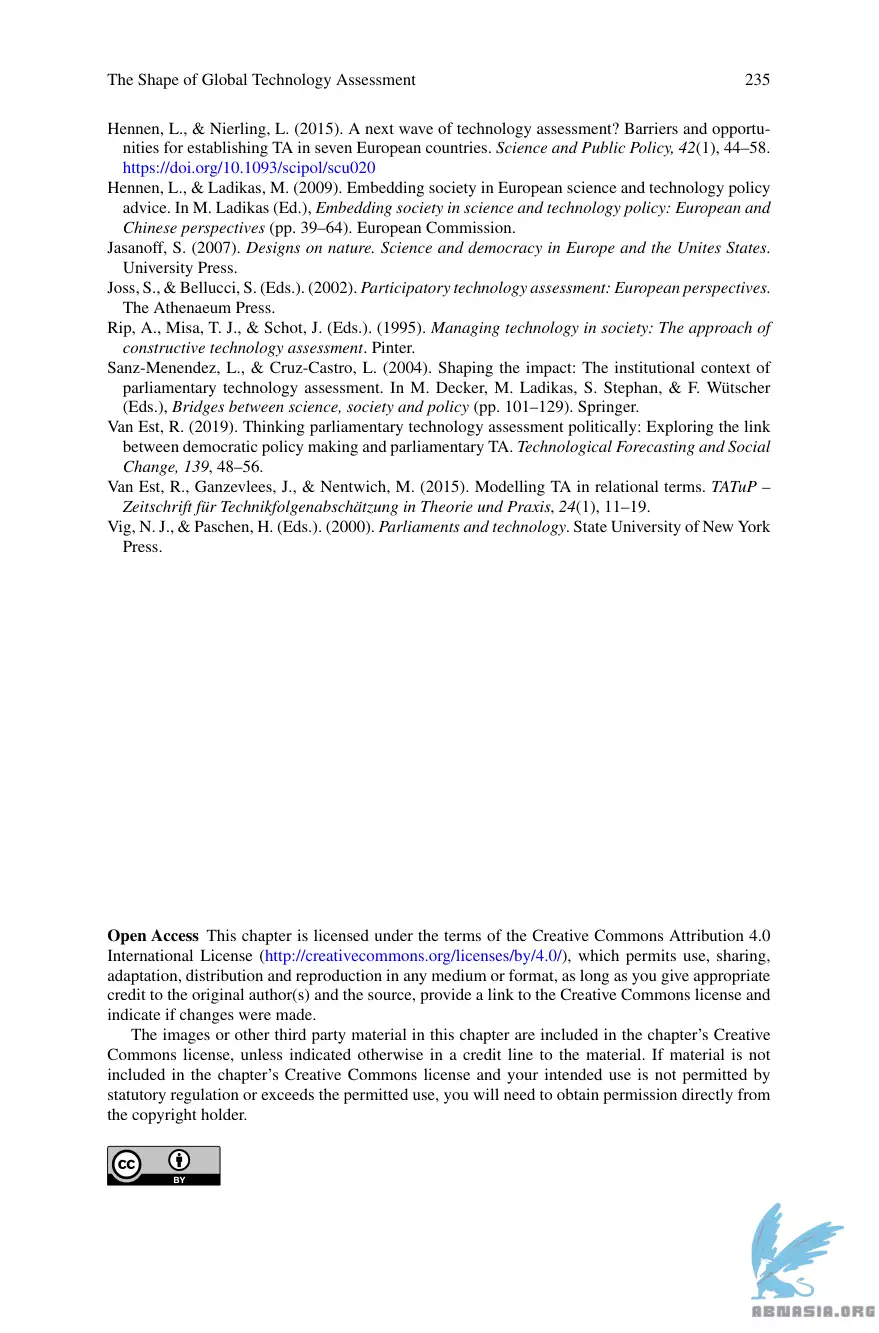 The Shape of Global Technology Assessment 235
Hennen, L., & Nierling, L. (2015). A next wave of technology assessment? Barriers and opportu-
nities for establishing TA in seven European countries. Science and Public Policy, 42(1), 44–58.
https://doi.org/10.1093/scipol/scu020
Hennen, L., & Ladikas, M. (2009). Embedding society in European science and technology policy
advice. In M. Ladikas (Ed.), Embedding society in science and technology policy: European and
Chinese perspectives (pp. 39–64). European Commission.
Jasanoff, S. (2007). Designs on nature. Science and democracy in Europe and the Unites States.
University Press.
Joss, S., & Bellucci, S. (Eds.). (2002). Participatory technology assessment: European perspectives.
The Athenaeum Press.
Rip, A., Misa, T. J., & Schot, J. (Eds.). (1995). Managing technology in society: The approach of
constructive technology assessment. Pinter.
Sanz-Menendez, L., & Cruz-Castro, L. (2004). Shaping the impact: The institutional context of
parliamentary technology assessment. In M. Decker, M. Ladikas, S. Stephan, & F. Wütscher
(Eds.), Bridges between science, society and policy (pp. 101–129). Springer.
Van Est, R. (2019). Thinking parliamentary technology assessment politically: Exploring the link
between democratic policy making and parliamentary TA. Technological Forecasting and Social
Change, 139, 48–56.
Van Est, R., Ganzevlees, J., & Nentwich, M. (2015). Modelling TA in relational terms. TATuP –
Zeitschrift für Technikfolgenabschätzung in Theorie und Praxis, 24(1), 11–19.
Vig, N. J., & Paschen, H. (Eds.). (2000). Parliaments and technology. State University of New York
Press.
Open Access This chapter is licensed under the terms of the Creative Commons Attribution 4.0
International License (http://creativecommons.org/licenses/by/4.0/), which permits use, sharing,
adaptation, distribution and reproduction in any medium or format, as long as you give appropriate
credit to the original author(s) and the source, provide a link to the Creative Commons license and
indicate if changes were made.
The images or other third party material in this chapter are included in the chapter's Creative
Commons license, unless indicated otherwise in a credit line to the material. If material is not
included in the chapter's Creative Commons license and your intended use is not permitted by
statutory regulation or exceeds the permitted use, you will need to obtain permission directly from
the copyright holder.
cc
BY
ABNASIA.ORG